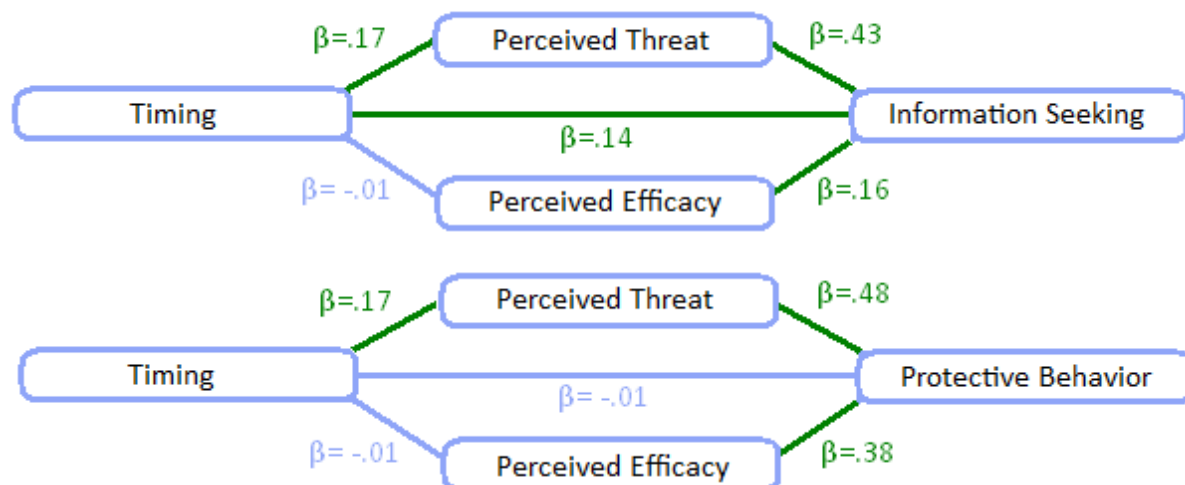 β=.17
Perceived Threat
β=.43
Timing
Information Seeking
β=.14
β= -.01
Perceived Efficacy
β=.16
β=.17
Perceived Threat
β=.48
Timing
Protective Behavior
β= -.01
β= -.01
Perceived Efficacy
β=.38